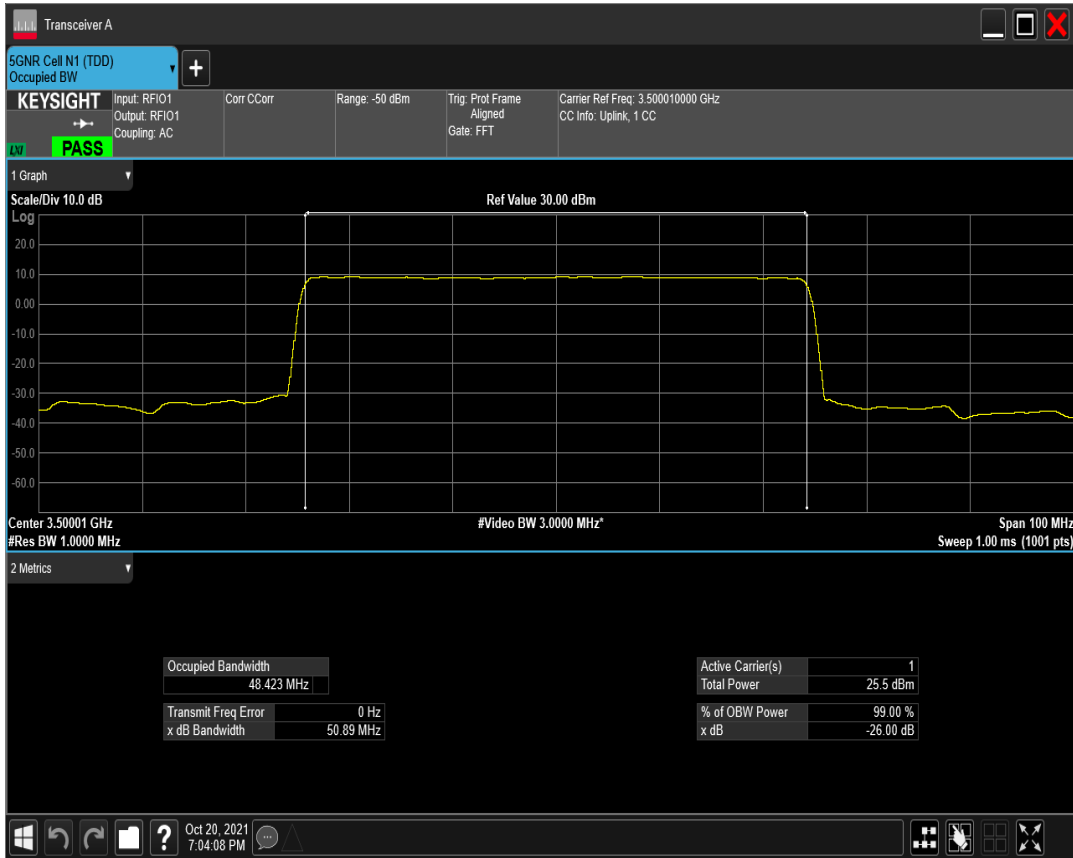 Transceiver A
5GNR Cell N1 (TDD)
Occupied BW
+
KEYSIGHT
LXI
PASS
Input: RFIO1
Output: RFIO1
Coupling: AC
Corr CCorr
Range: -50 dBm
Trig: Prot Frame
Aligned
Gate: FFT
Carrier Ref Freq: 3.500010000 GHz
CC Info: Uplink, 1 CC
1 Graph
Scale/Div 10.0 dB
Ref Value 30.00 dBm
Log
20.0
10.0
0.00
-10.0
-20.0
-30.0
-40.0
-50.0
-60.0
Center 3.50001 GHz
#Video BW 3.0000 MHz*
Span 100 MHz
#Res BW 1.0000 MHz
Sweep 1.00 ms (1001 pts)
2 Metrics
Occupied Bandwidth
48.423 MHz
Transmit Freq Error 0 Hz
x dB Bandwidth 50.89 MHz
Active Carrier(s) 1
Total Power 25.5 dBm
% of OBW Power 99.00 %
x dB -26.00 dB
?
Oct 20, 2021
7:04:08 PM